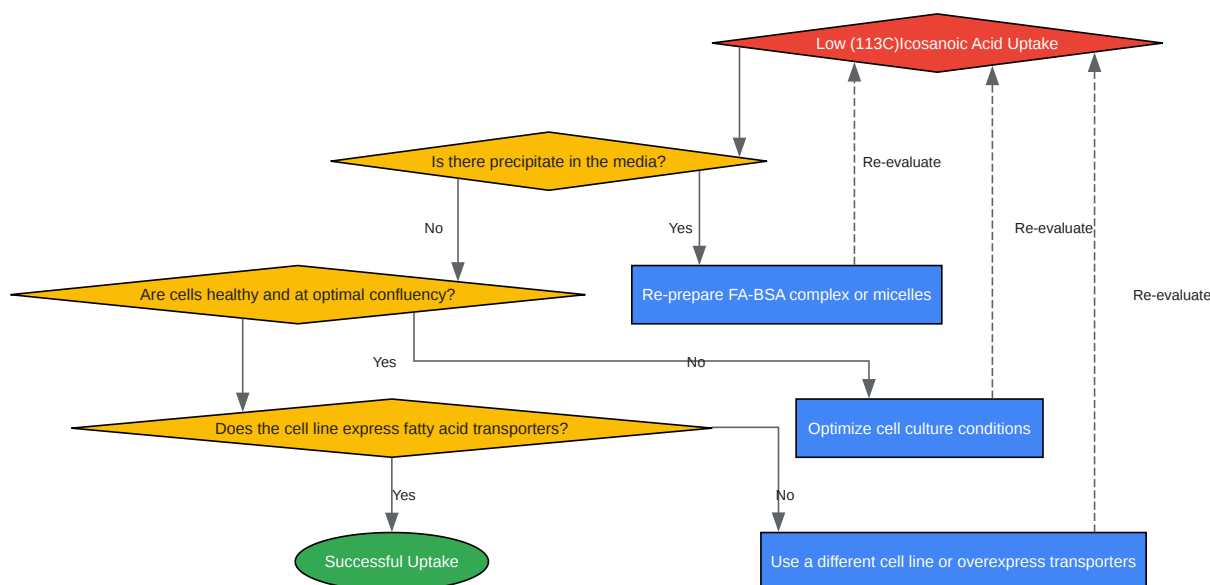 Low (113C)Icosanoic Acid Uptake
Is there precipitate in the media?
Re-evaluate
No
Yes
Re-evaluate
Are cells healthy and at optimal confluency?
Re-prepare FA-BSA complex or micelles
Re-evaluate
Yes
No
Does the cell line express fatty acid transporters?
Optimize cell culture conditions
Yes
No
Successful Uptake
Use a different cell line or overexpress transporters